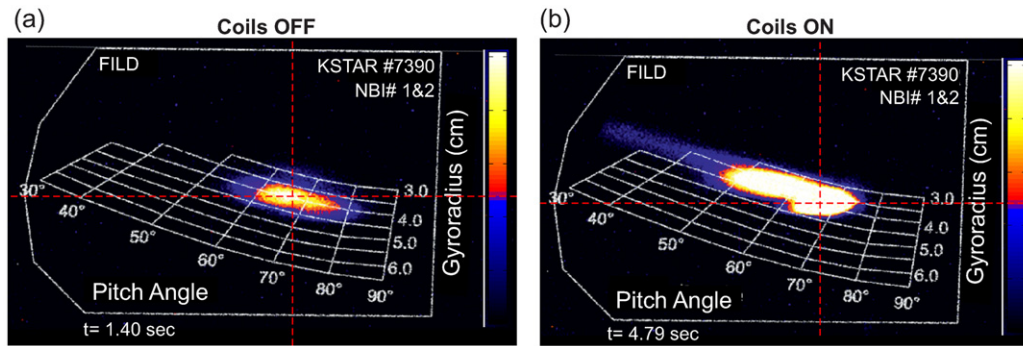 (a)
Coils OFF
FILD
KSTAR #7390
NBI# 1&2
30°
40°
50°
60°
70°
80°
90°
3.0
4.0
5.0
6.0
Gyroradius (cm)
Pitch Angle
t= 1.40 sec
(b)
Coils ON
FILD
KSTAR #7390
NBI# 1&2
30°
40°
50°
60°
70°
80°
90°
3.0
4.0
5.0
6.0
Gyroradius (cm)
Pitch Angle
t= 4.79 sec